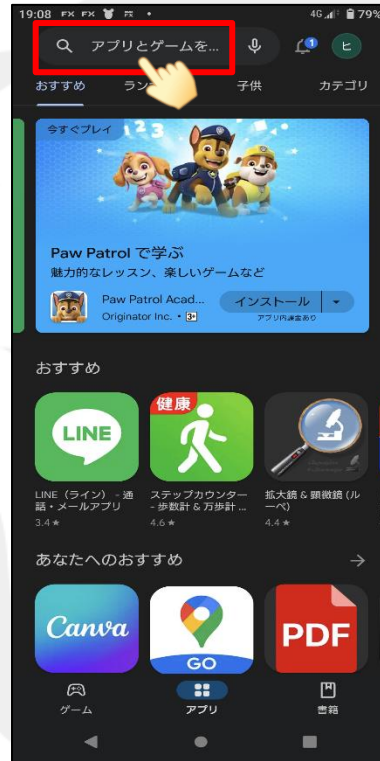 19:08 FX FX
4G 79%
アプリとゲームを...
1
ヒ
おすすめ ラン 子供 カテゴリ
今すぐプレイ
1 2 3
Paw Patrol で学ぶ
魅力的なレッスン、楽しいゲームなど
Paw Patrol Acad...
Originator Inc. • 3+
インストール
アプリ内課金あり
おすすめ
LINE
健康
LINE（ライン） - 通
話・メールアプリ
3.4 ★
ステップカウンター
- 歩数計 & 万歩計 ...
4.6 ★
拡大鏡 & 顕微鏡 (ル
ーペ)
4.4 ★
あなたへのおすすめ →
Canva
GO
PDF
ゲーム アプリ 書籍